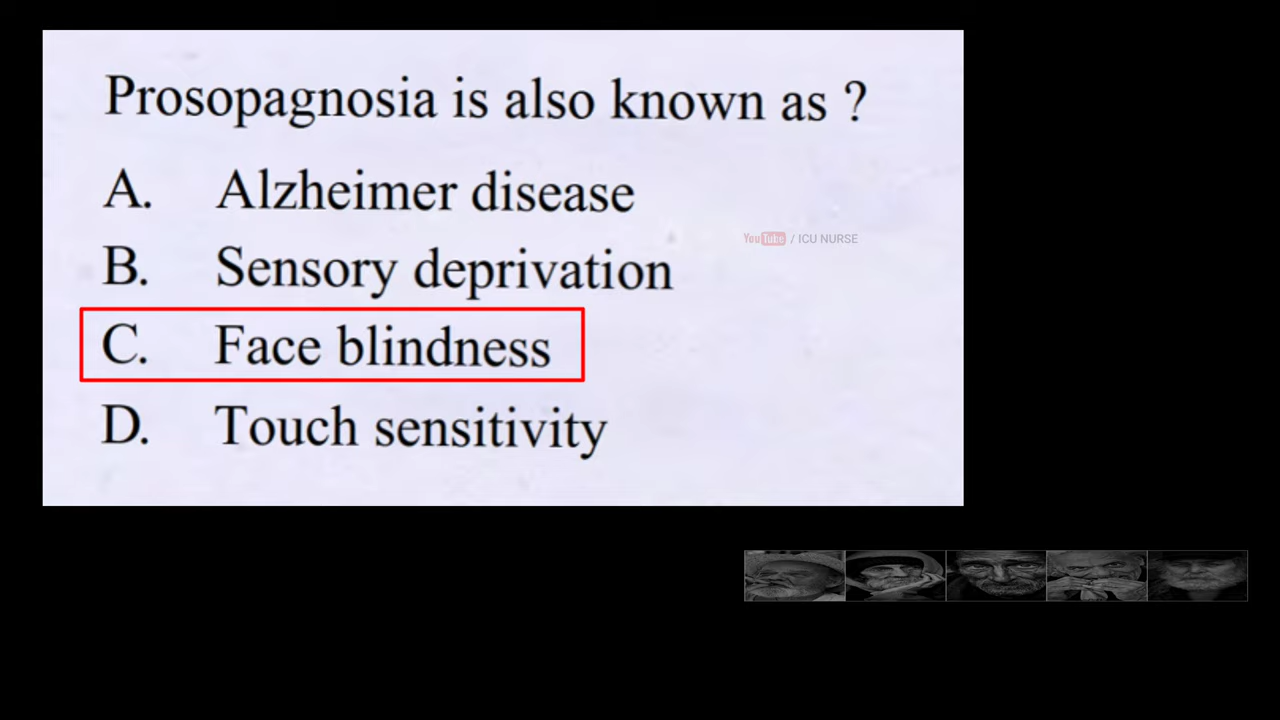 Prosopagnosia is also known as ?
A. Alzheimer disease
B. Sensory deprivation
YouTube / ICU NURSE
C. Face blindness
D. Touch sensitivity